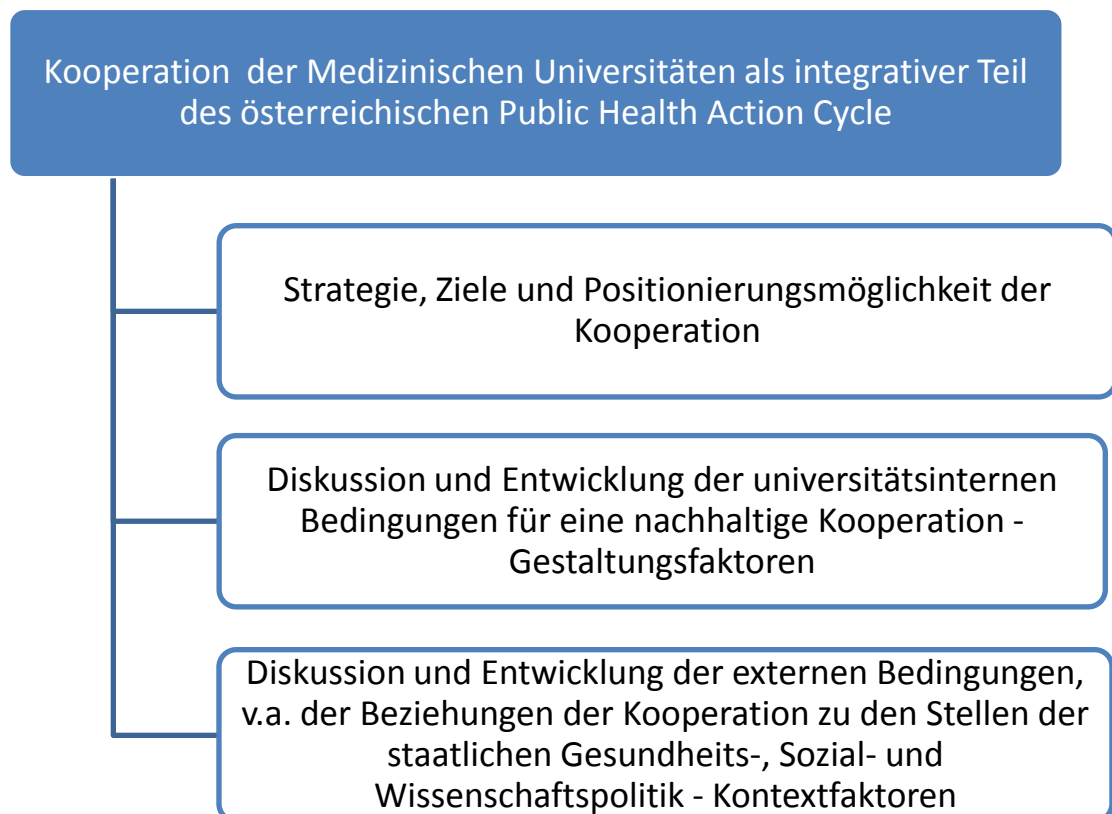 Kooperation der Medizinischen Universitäten als integrativer Teil
des österreichischen Public Health Action Cycle
Strategie, Ziele und Positionierungsmöglichkeit der
Kooperation
Diskussion und Entwicklung der universitätsinternen
Bedingungen für eine nachhaltige Kooperation -
Gestaltungsfaktoren
Diskussion und Entwicklung der externen Bedingungen,
v.a. der Beziehungen der Kooperation zu den Stellen der
staatlichen Gesundheits-, Sozial- und
Wissenschaftspolitik - Kontextfaktoren